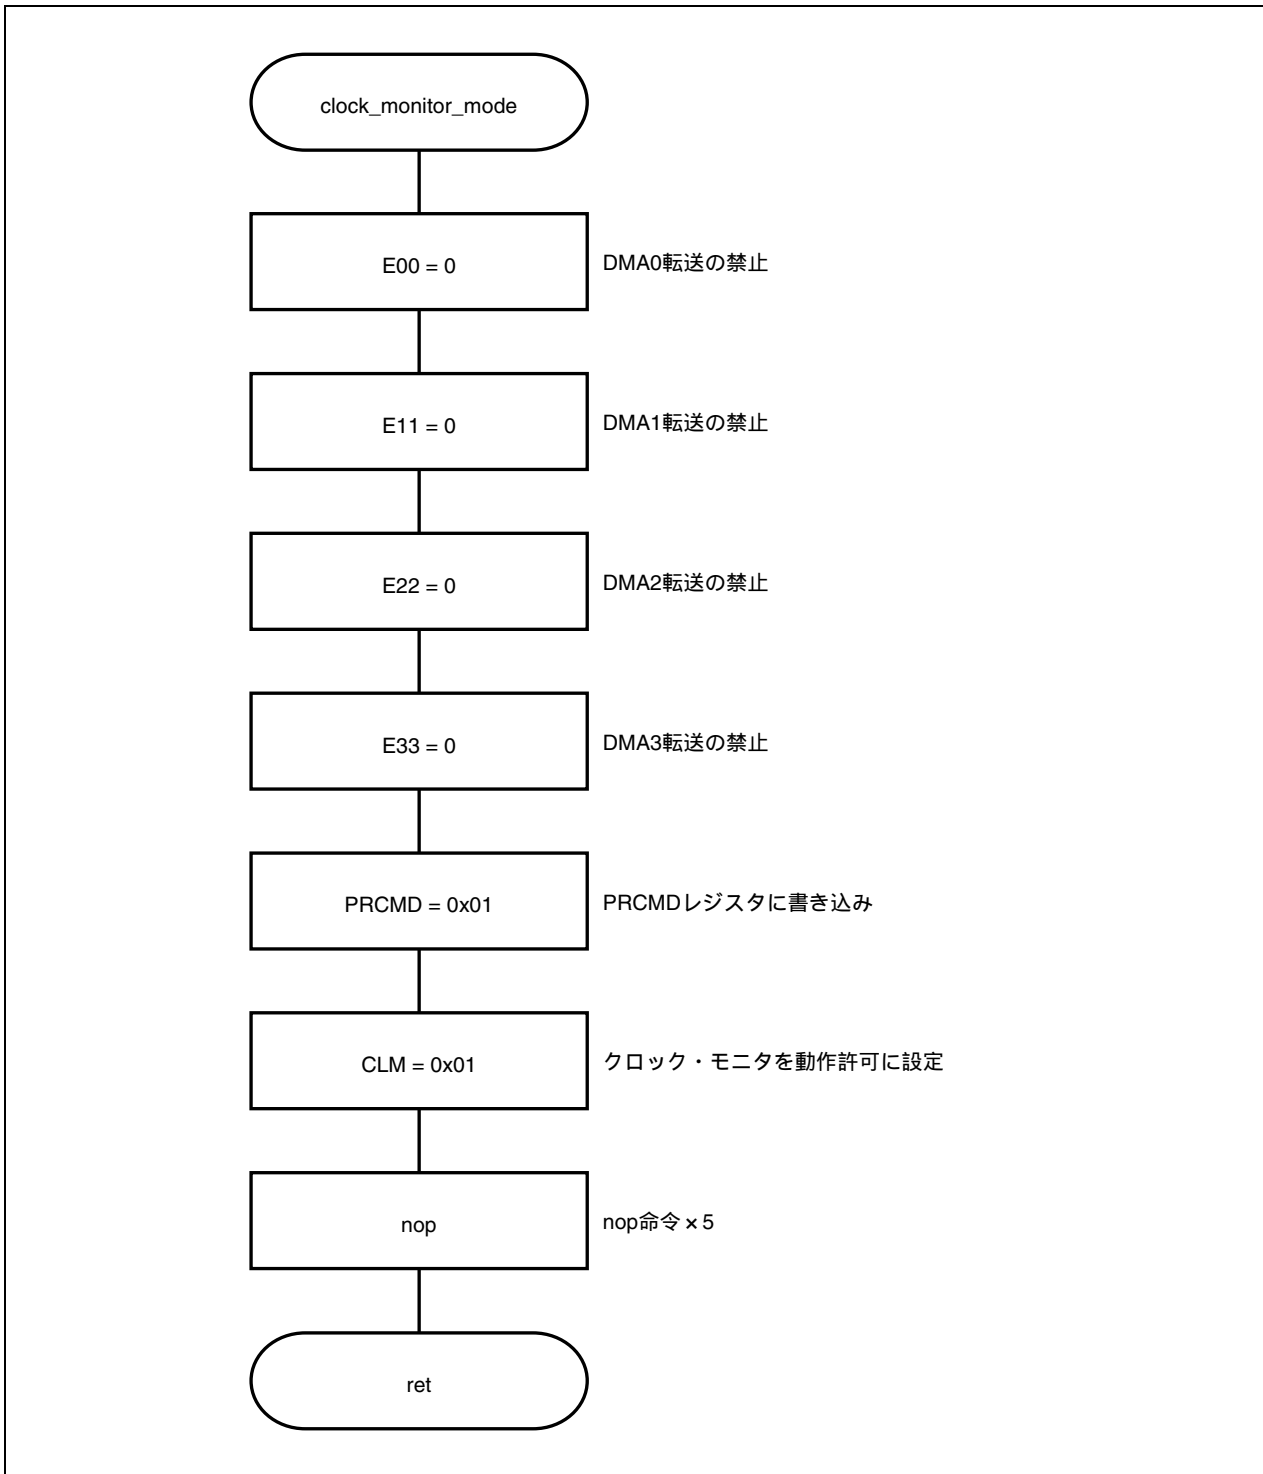 clock_monitor_mode
E00 = 0
DMA0転送の禁止
E11 = 0
DMA1転送の禁止
E22 = 0
DMA2転送の禁止
E33 = 0
DMA3転送の禁止
PRCMD = 0x01
PRCMDレジスタに書き込み
CLM = 0x01
クロック・モニタを動作許可に設定
nop
nop命令×5
ret